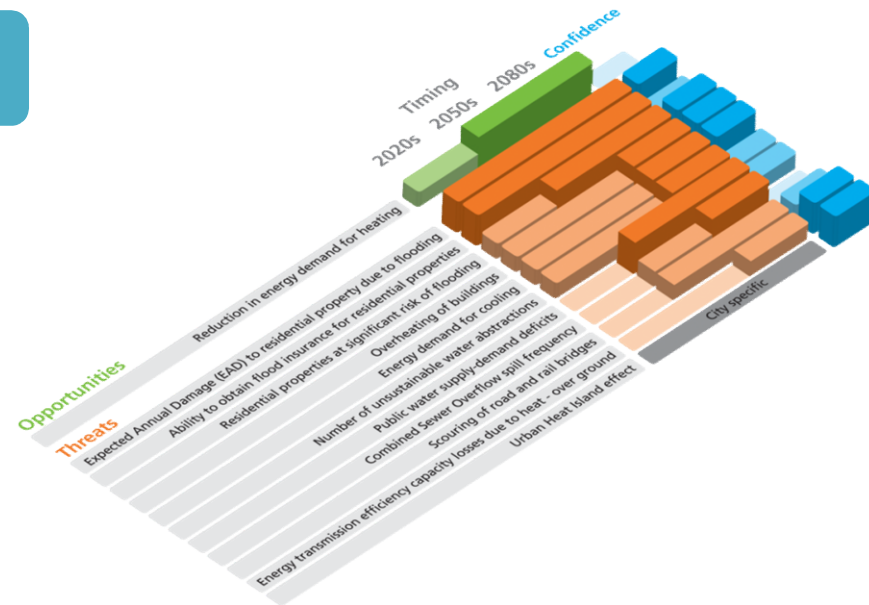 Confidence
Timing
2020s
2050s
2080s
Opportunities
Reduction in energy demand for heating
Threats
Expected Annual Damage (EAD) to residential property due to flooding
Ability to obtain flood insurance for residential properties
Residential properties at significant risk of flooding
Overheating of buildings
Energy demand for cooling
Number of unsustainable water abstractions
Public water supply-demand deficits
Combined Sewer Overflow spill frequency
Scouring of road and rail bridges
Energy transmission efficiency capacity losses due to heat - over ground
Urban Heat Island effect
City specific